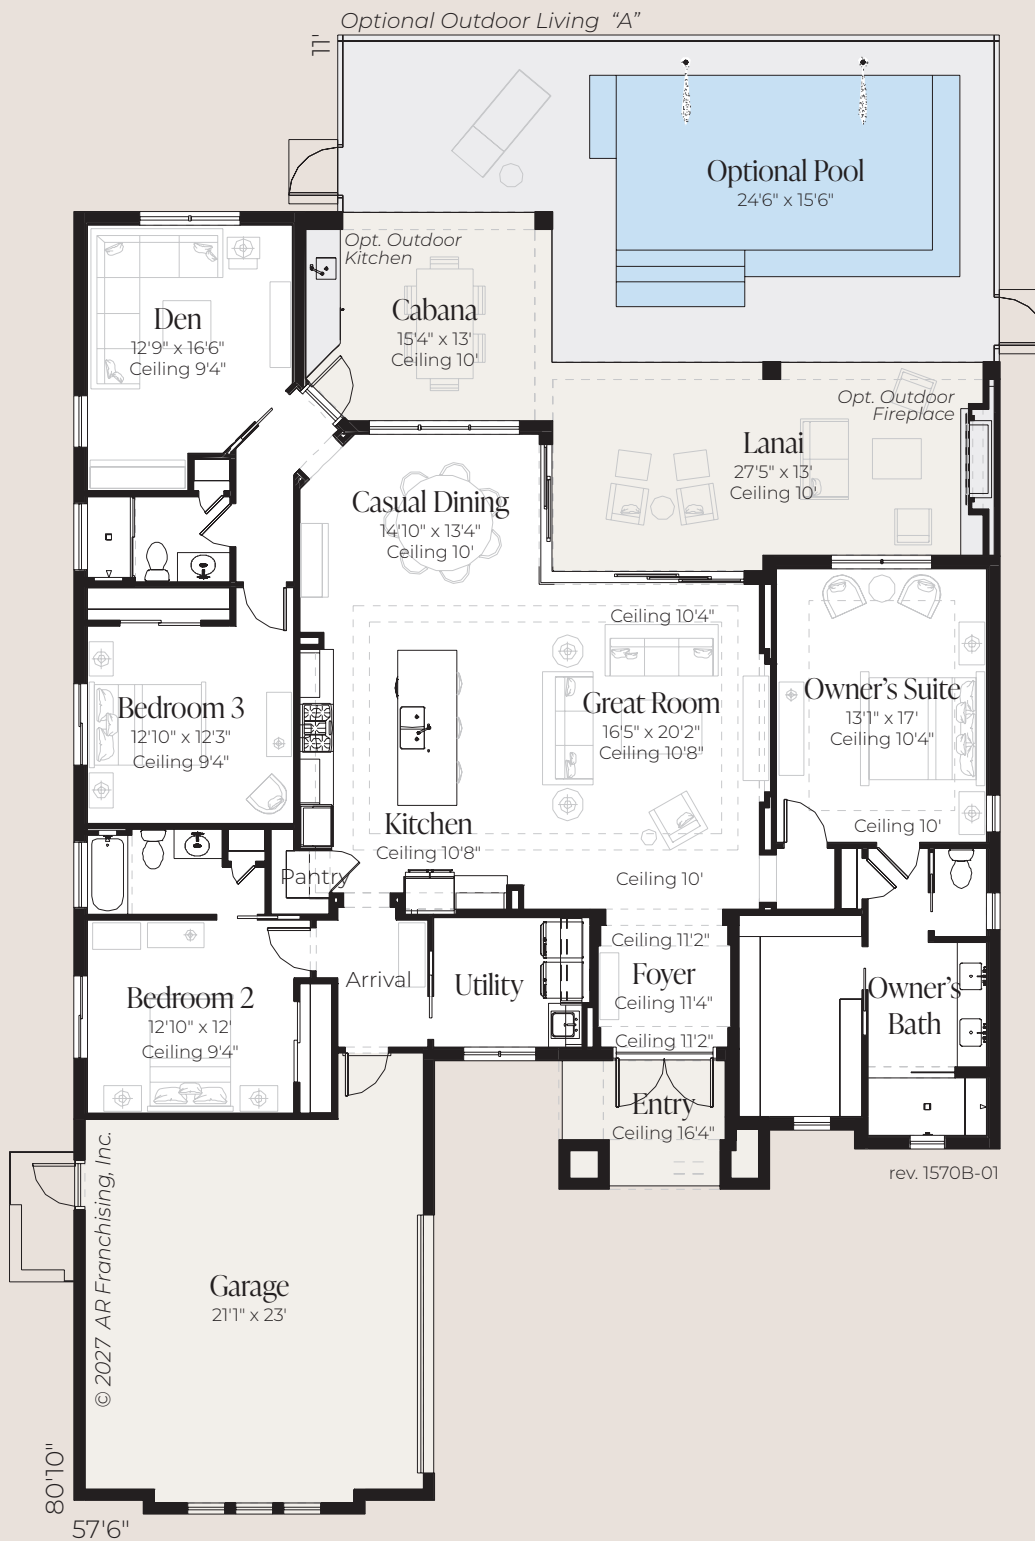 Optional Outdoor Living “A”
11'
Optional Pool
24'6" x 15'6"
Opt. Outdoor
Kitchen
Cabana
15'4" x 13'
Ceiling 10'
Den
12'9" x 16'6"
Ceiling 9'4"
Opt. Outdoor
Fireplace
Lanai
27'5" x 13'
Ceiling 10'
Casual Dining
14'10" x 13'4"
Ceiling 10'
Ceiling 10'4"
Great Room
16'5" x 20'2"
Ceiling 10'8"
Owner's Suite
13'1" x 17'
Ceiling 10'4"
Ceiling 10'
Bedroom 3
12'10" x 12'3"
Ceiling 9'4"
Kitchen
Ceiling 10'8"
Pantry
Ceiling 10'
Ceiling 11'2"
Foyer
Ceiling 11'4"
Ceiling 11'2"
Arrival
Utility
Bedroom 2
12'10" x 12'
Ceiling 9'4"
Owner's
Bath
Entry
Ceiling 16'4"
rev. 1570B-01
Garage
21'1" x 23'
© 2027 AR Franchising, Inc.
80'10"
57'6"